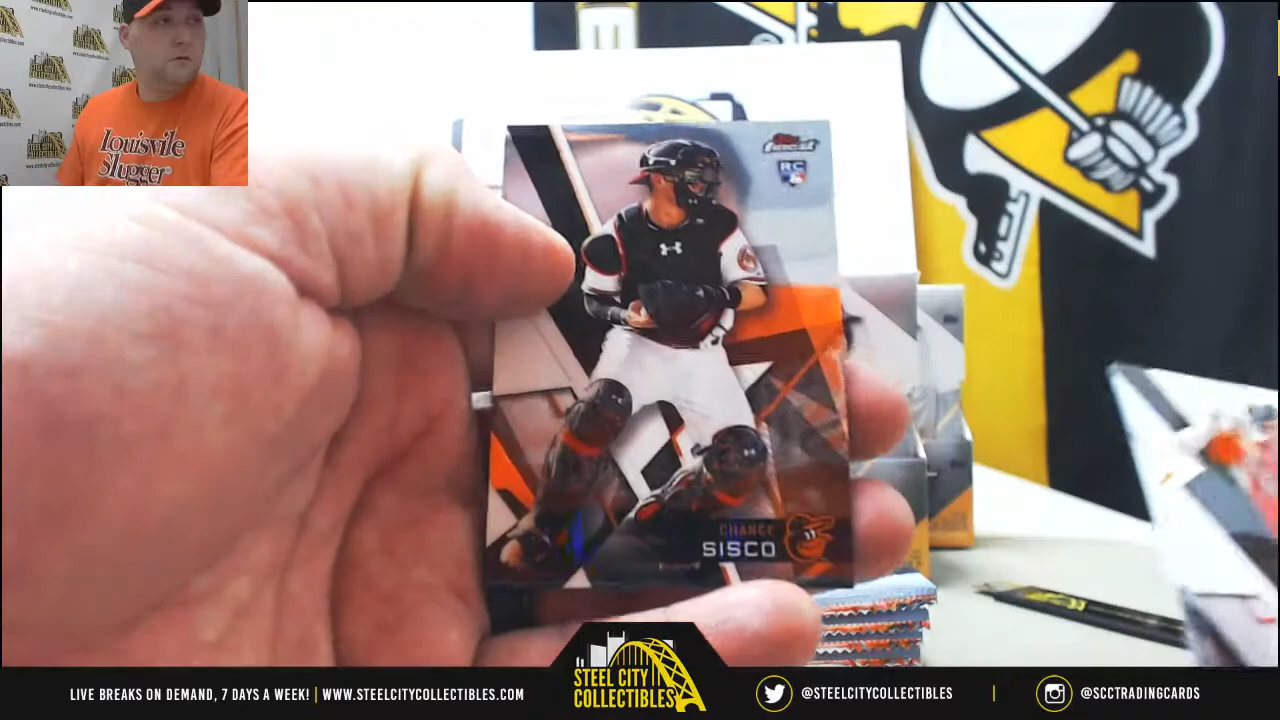 Louisville
Slugger
Topps
finest
RC
CHANCE
SISCO
STEEL CITY
COLLECTIBLES
LIVE BREAKS ON DEMAND, 7 DAYS A WEEK! | WWW.STEELCITYCOLLECTIBLES.COM
@STEELCITYCOLLECTIBLES | @SCCTRADINGCARDS